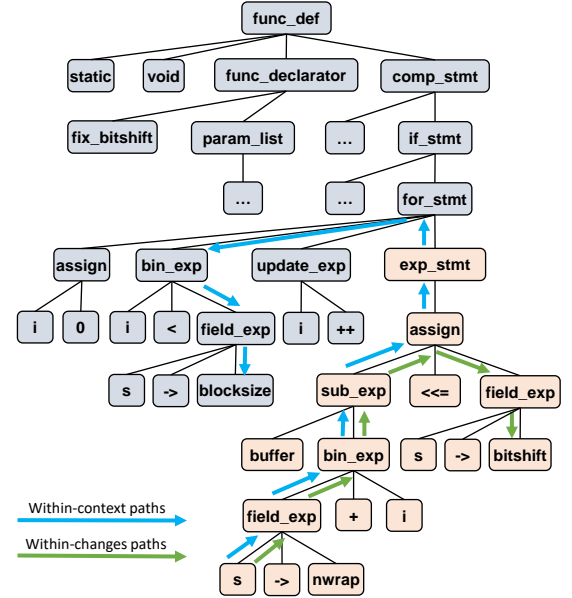 func_def
static void func_declarator comp_stmt
fix_bitshift param_list ... if_stmt
... ... for_stmt
assign bin_exp update_exp exp_stmt
i 0 i < field_exp i ++ assign
s -> blocksize sub_exp <<= field_exp
buffer bin_exp s -> bitshift
Within-context paths field_exp + i
Within-changes paths
s -> nwrap